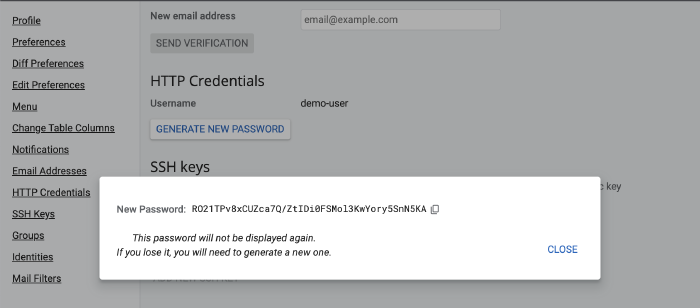 Profile
Preferences
Diff Preferences
Edit Preferences
Menu
Change Table Columns
Notifications
Email Addresses
HTTP Credentials
SSH Keys
Groups
Identities
Mail Filters
New email address
email@example.com
SEND VERIFICATION
HTTP Credentials
Username demo-user
GENERATE NEW PASSWORD
SSH keys
key
New Password: RO21TPv8xCUZca7Q/ZtIDi0FSMol3KwYory5SnN5KA
This password will not be displayed again.
If you lose it, you will need to generate a new one.
CLOSE